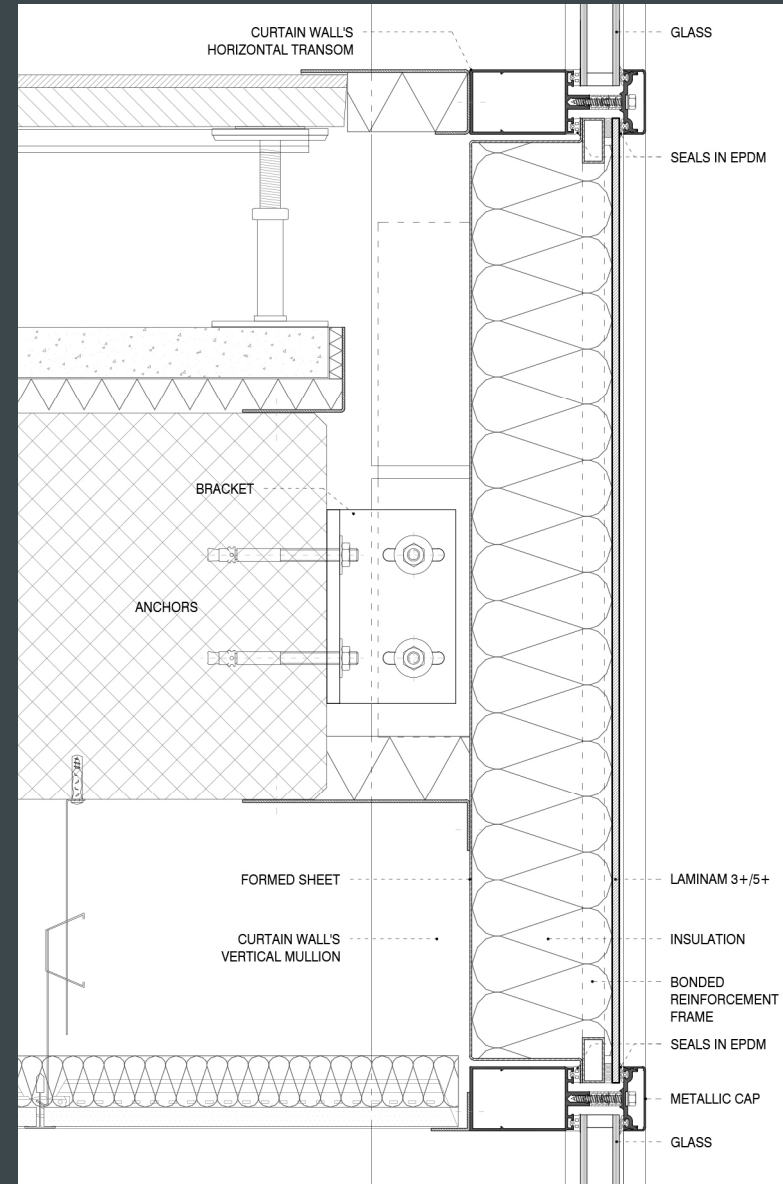 CURTAIN WALL'S
HORIZONTAL TRANSOM
GLASS
SEALS IN EPDM
BRACKET
ANCHORS
FORMED SHEET
LAMINAM 3+/5+
CURTAIN WALL'S
VERTICAL MULLION
INSULATION
BONDED
REINFORCEMENT
FRAME
SEALS IN EPDM
METALLIC CAP
GLASS